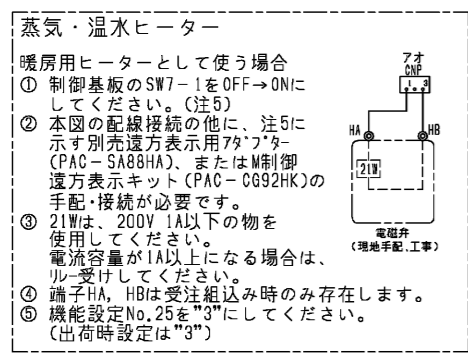 蒸気・温水ヒーター
暖房用ヒーターとして使う場合
① 制御基板のSW7-1をOFF→ONに
してください。(注5)
② 本図の配線接続の他に、注5に
示す別売遠方表示用ｱﾀﾞﾌﾟﾀｰ
(PAC-SA88HA)、またはM制御
遠方表示キット(PAC-CG92HK)の
手配・接続が必要です。
③ 21Wは、200V 1A以下の物を
使用してください。
電流容量が1A以上になる場合は、
ﾘﾚｰ受けしてください。
④ 端子HA, HBは受注組込み時のみ存在します。
⑤ 機能設定No.25を"3"にしてください。
(出荷時設定は"3")
アオ
CNP
1 3
HA HB
21W
電磁弁
(現地手配、工事)